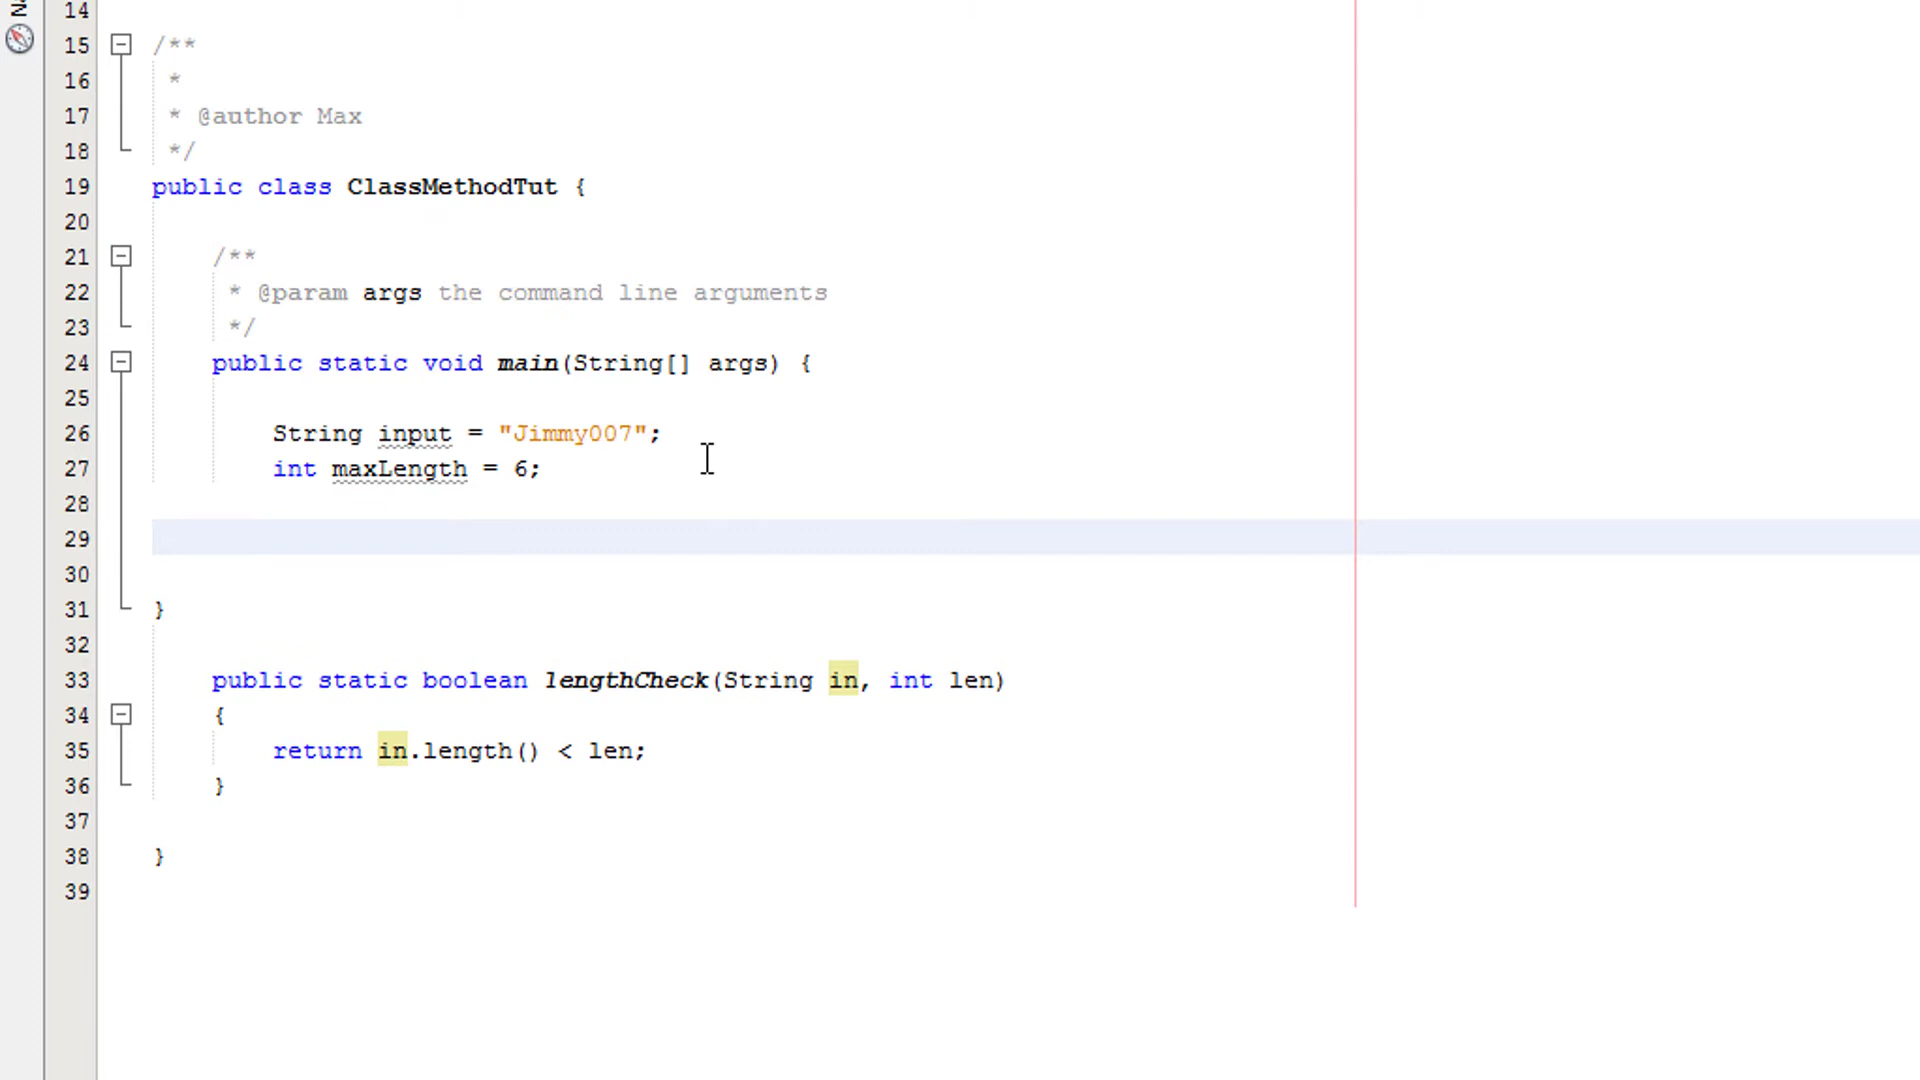 14
15 /**
16 *
17 * @author Max
18 */
19 public class ClassMethodTut {
20
21 /**
22 * @param args the command line arguments
23 */
24 public static void main(String[] args) {
25
26 String input = "Jimmy007";
27 int maxLength = 6;
28
29
30
31 }
32
33 public static boolean lengthCheck(String in, int len)
34 {
35 return in.length() < len;
36 }
37
38 }
39